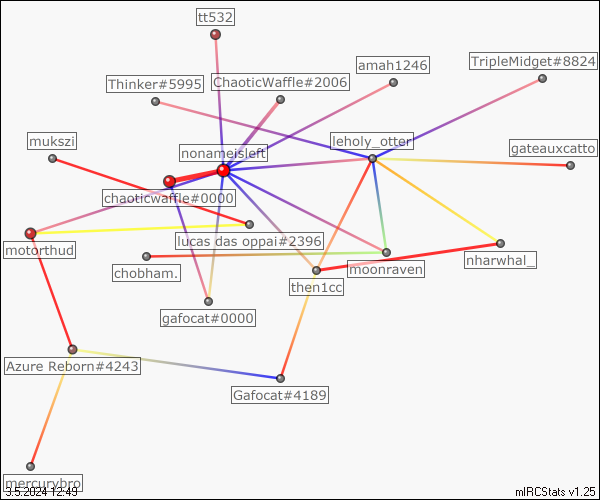 tt532
amah1246
TripleMidget#8824
Thinker#5995
ChaoticWaffle#2006
mukszi
leholy_otter
nonameisleft
gateauxcatto
chaoticwaffle#0000
motorthud
lucas das oppai#2396
chobham.
moonraven
nharwhal_
then1cc
gafocat#0000
Azure Reborn#4243
Gafocat#4189
mercurybro
3.5.2024 12:49
mIRCStats v1.25